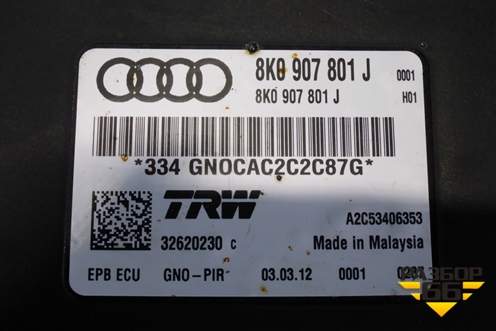 8K0 907 801 J 0001
8K0 907 801 J H01
*334 GNOCAC2C2C87G*
TRW
32620230 c
A2C53406353
Made in Malaysia
EPB ECU GNO-PIR 03.03.12 0001
РАЗБОР
66